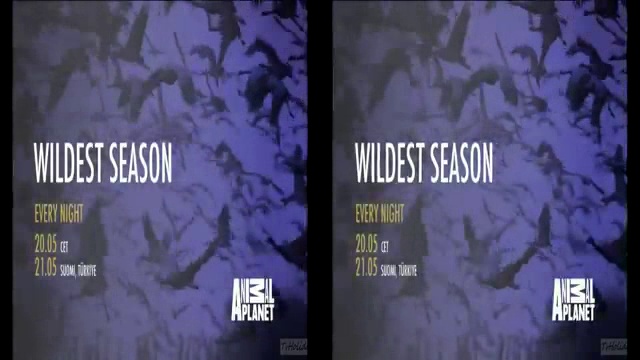 WILDEST SEASON
EVERY NIGHT
20.05 CET
21.05 SUOMI, TÜRKIYE
ANIMAL
PLANET
WILDEST SEASON
EVERY NIGHT
20.05 CET
21.05 SUOMI, TÜRKIYE
ANIMAL
PLANET